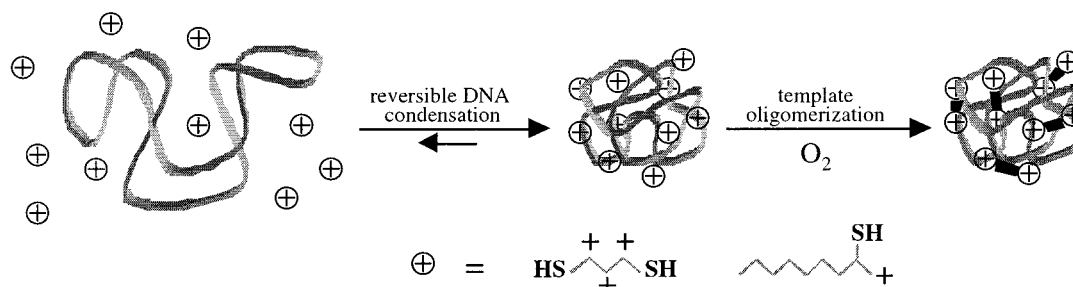 reversible DNA
condensation
template
oligomerization
O₂
⊕ = HS + + + SH
SH
+